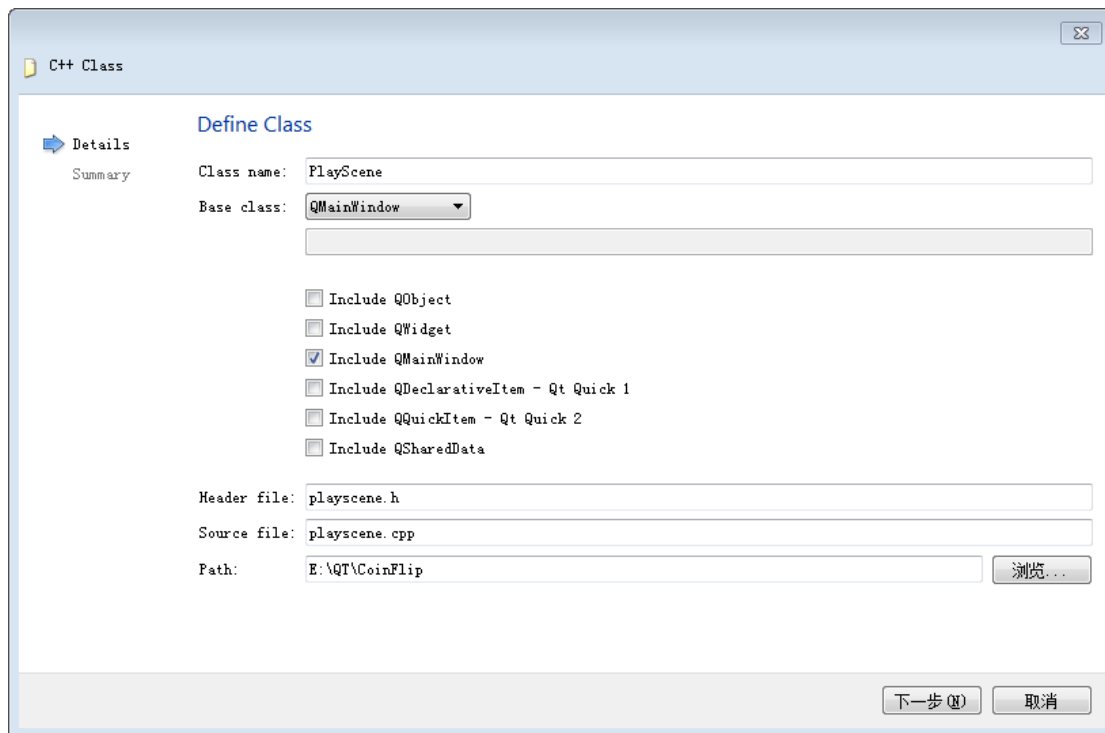 C++ Class
Details
Summary
Define Class
Class name: PlayScene
Base class: QMainWindow
Include QObject
Include QWidget
Include QMainWindow
Include QDeclarativeItem - Qt Quick 1
Include QQuickItem - Qt Quick 2
Include QSharedData
Header file: playscene.h
Source file: playscene.cpp
Path: E:\QT\CoinFlip 浏览...
下一步(N) 取消